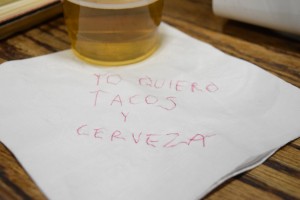 YO QUIERO
TACOS
Y
CERVEZA